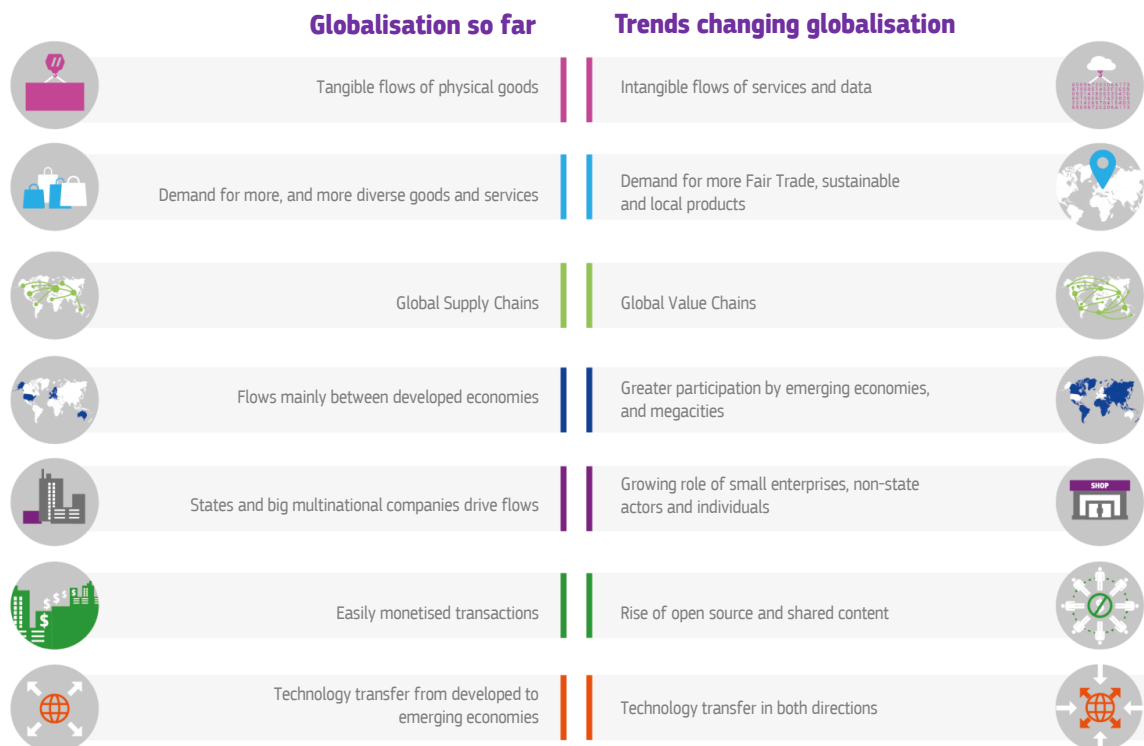 Globalisation so far
Trends changing globalisation
Tangible flows of physical goods
Intangible flows of services and data
Demand for more, and more diverse goods and services
Demand for more Fair Trade, sustainable
and local products
Global Supply Chains
Global Value Chains
Flows mainly between developed economies
Greater participation by emerging economies,
and megacities
States and big multinational companies drive flows
Growing role of small enterprises, non-state
actors and individuals
SHOP
$ $ $ $
$
Easily monetised transactions
Rise of open source and shared content
Technology transfer from developed to
emerging economies
Technology transfer in both directions